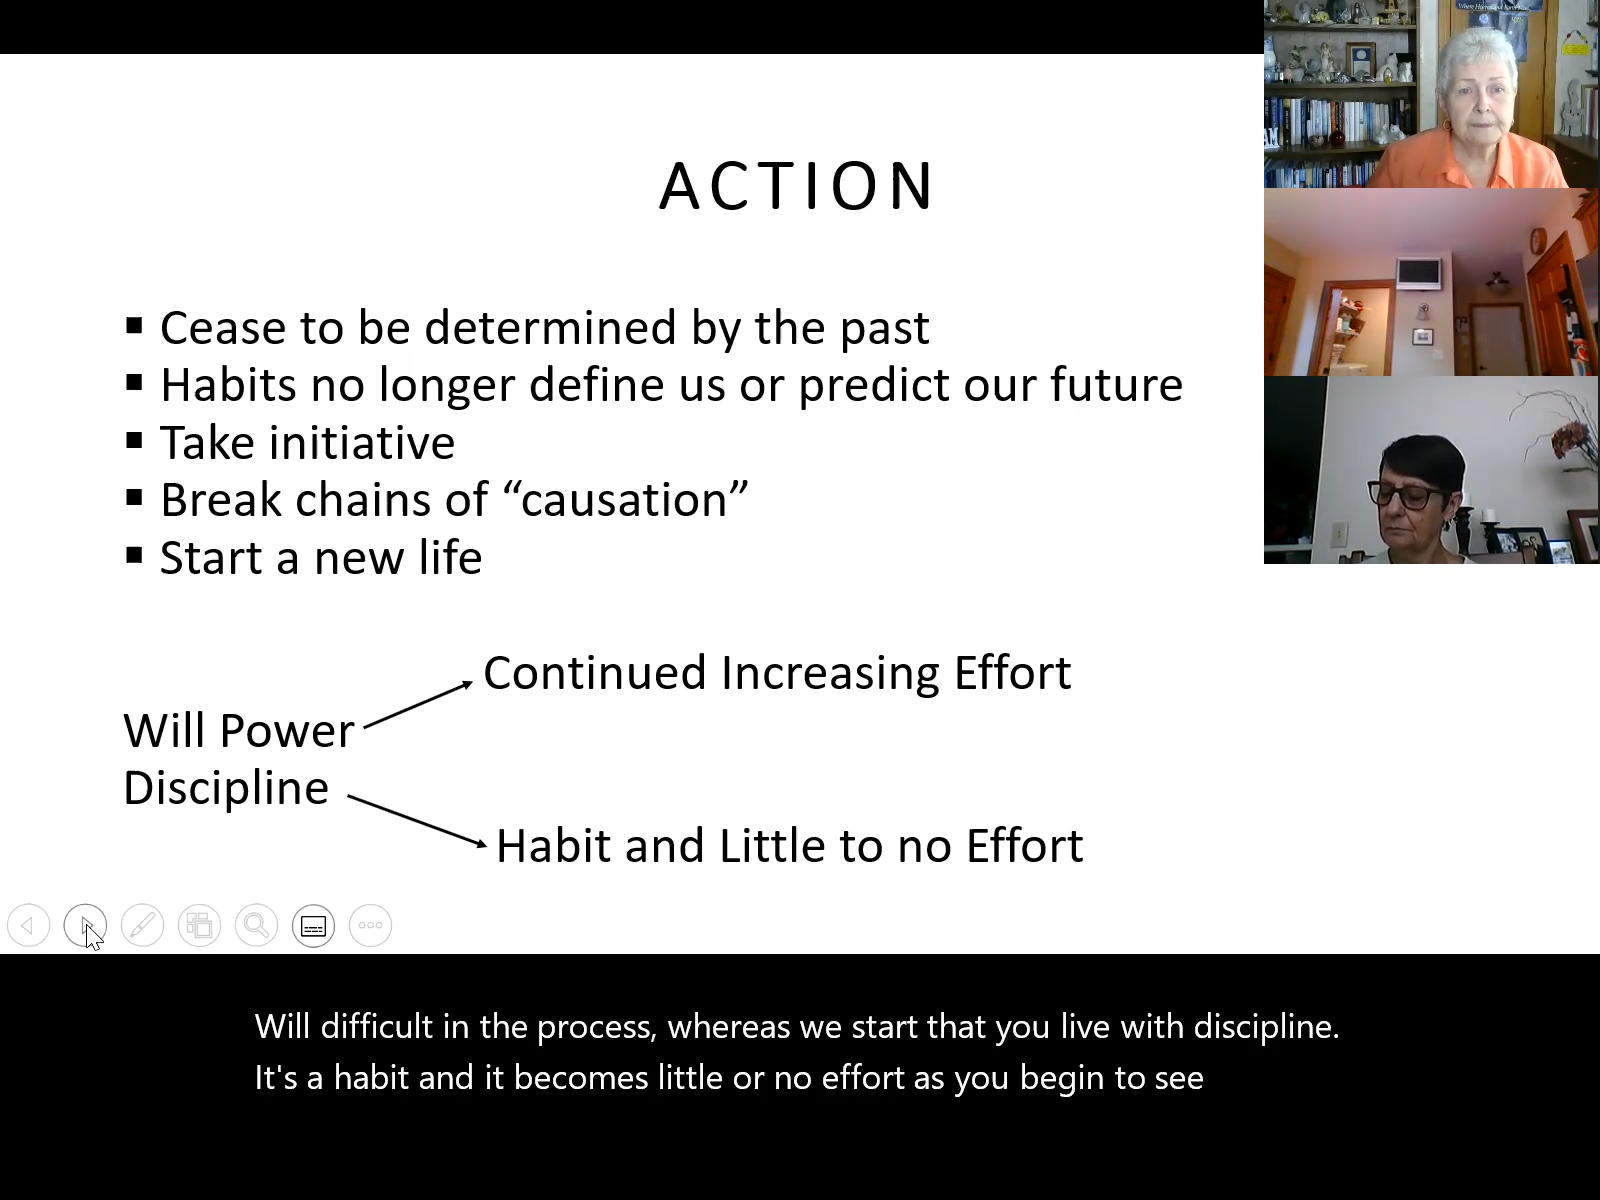 ACTION
▪ Cease to be determined by the past
▪ Habits no longer define us or predict our future
▪ Take initiative
▪ Break chains of “causation”
▪ Start a new life
Continued Increasing Effort
Will Power
Discipline
Habit and Little to no Effort
Will difficult in the process, whereas we start that you live with discipline.
It's a habit and it becomes little or no effort as you begin to see